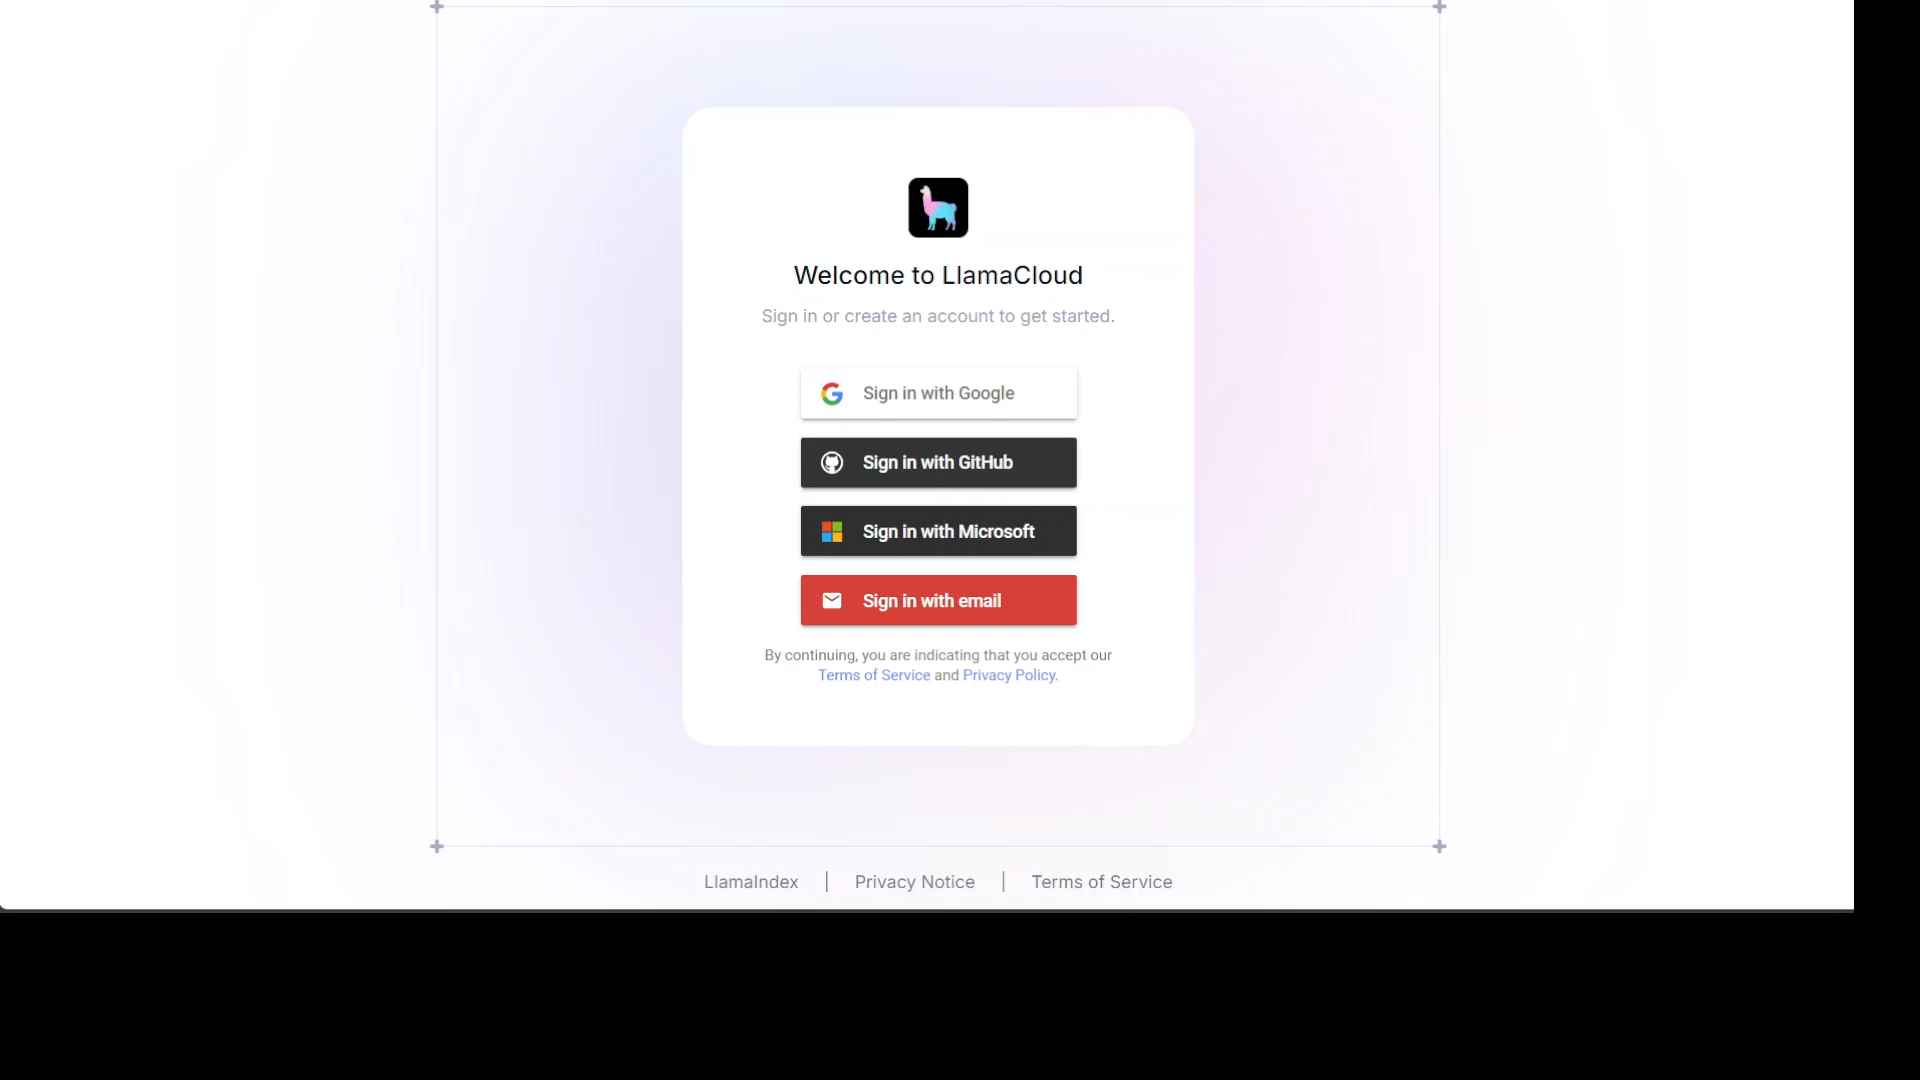 Welcome to LlamaCloud
Sign in or create an account to get started.
Sign in with Google
Sign in with GitHub
Sign in with Microsoft
Sign in with email
By continuing, you are indicating that you accept our
Terms of Service and Privacy Policy.
LlamaIndex | Privacy Notice | Terms of Service